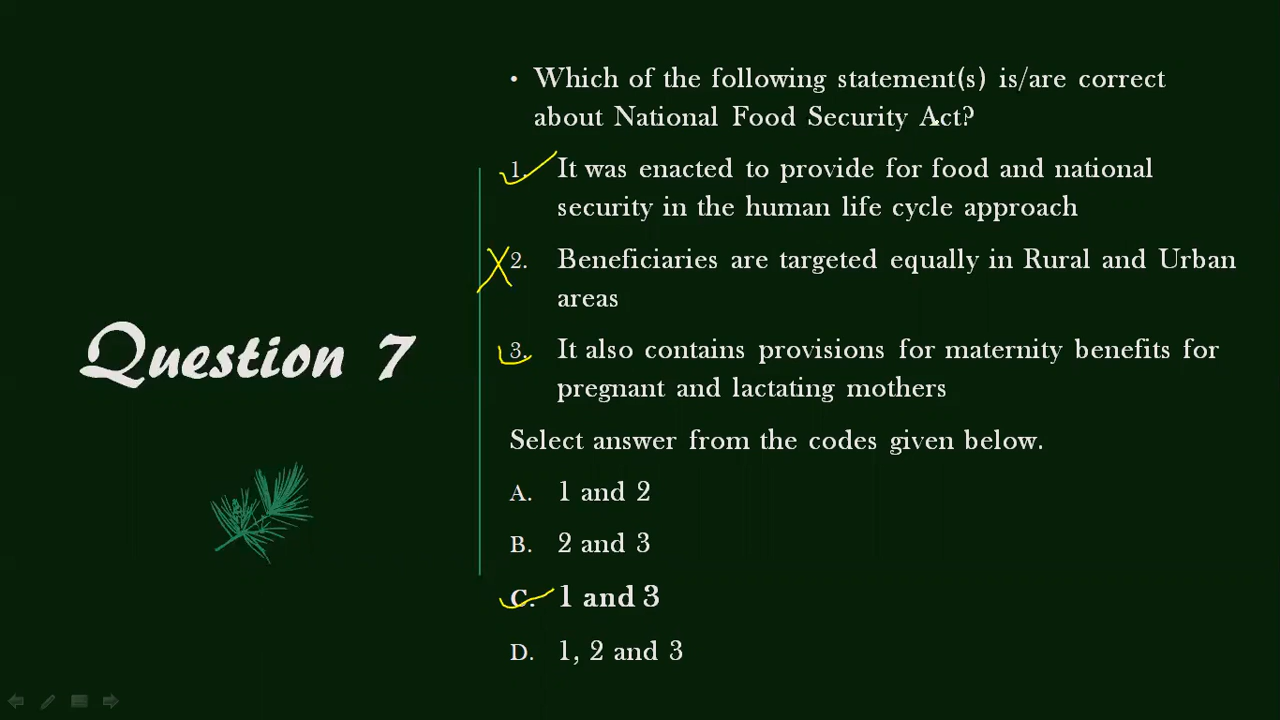 • Which of the following statement(s) is/are correct
about National Food Security Act?
1. It was enacted to provide for food and national
security in the human life cycle approach
2. Beneficiaries are targeted equally in Rural and Urban
areas
3. It also contains provisions for maternity benefits for
pregnant and lactating mothers
Select answer from the codes given below.
A. 1 and 2
B. 2 and 3
C. 1 and 3
D. 1, 2 and 3
Question 7